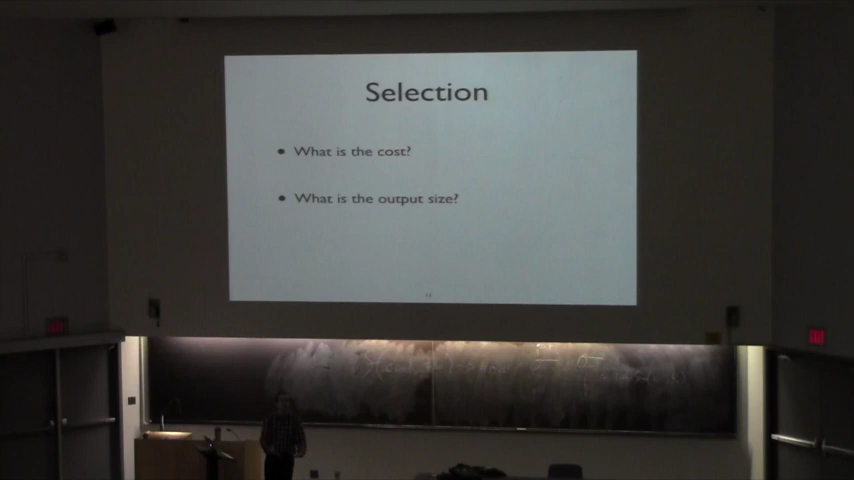 Selection
• What is the cost?
• What is the output size?